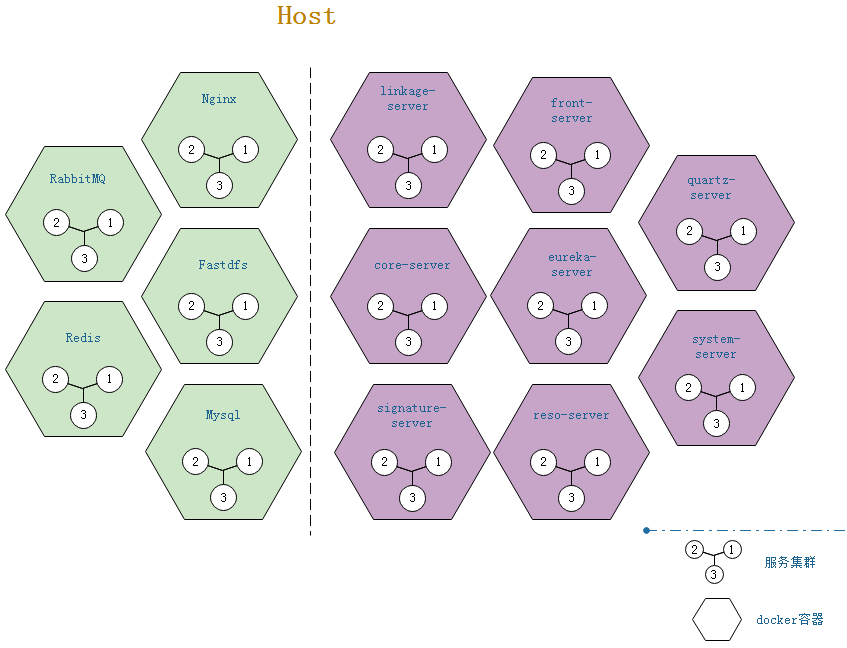 Host
Nginx
2
1
3
RabbitMQ
2
1
3
Fastdfs
2
1
3
Redis
2
1
3
Mysql
2
1
3
linkage-
server
2
1
3
front-
server
2
1
3
quartz-
server
2
1
3
core-server
2
1
3
eureka-
server
2
1
3
system-
server
2
1
3
signature-
server
2
1
3
reso-server
2
1
3
2
1
3
服务集群
docker容器